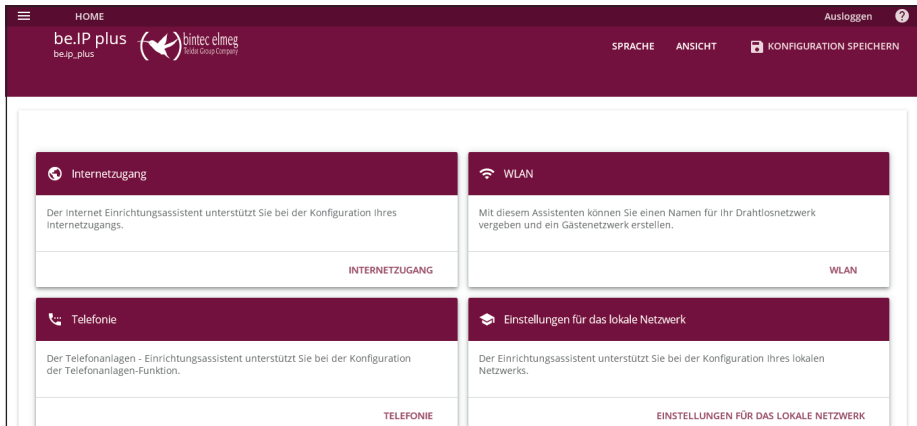 HOME
Ausloggen
be.IP plus
be.ip_plus
bintec elmeg
Teldat Group Company
SPRACHE
ANSICHT
KONFIGURATION SPEICHERN
Internetzugang
Der Internet Einrichtungsassistent unterstützt Sie bei der Konfiguration Ihres
Internetzugangs.
INTERNETZUGANG
WLAN
Mit diesem Assistenten können Sie einen Namen für Ihr Drahtlosnetzwerk
vergeben und ein Gästenetzwerk erstellen.
WLAN
Telefonie
Der Telefonanlagen - Einrichtungsassistent unterstützt Sie bei der Konfiguration
der Telefonanlagen-Funktion.
TELEFONIE
Einstellungen für das lokale Netzwerk
Der Einrichtungsassistent unterstützt Sie bei der Konfiguration Ihres lokalen
Netzwerks.
EINSTELLUNGEN FÜR DAS LOKALE NETZWERK